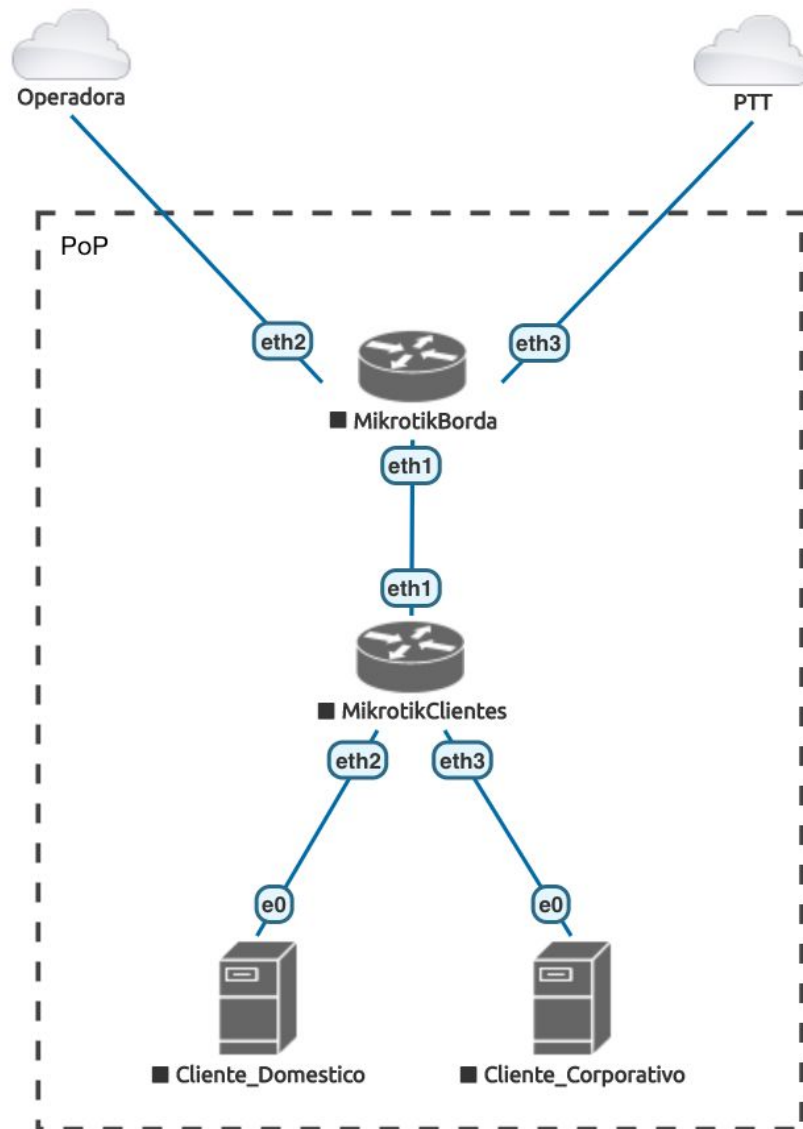 Operadora
PTT
PoP
eth2
eth3
MikrotikBorda
eth1
eth1
MikrotikClientes
eth2
eth3
e0
e0
Cliente_Domestico
Cliente_Corporativo